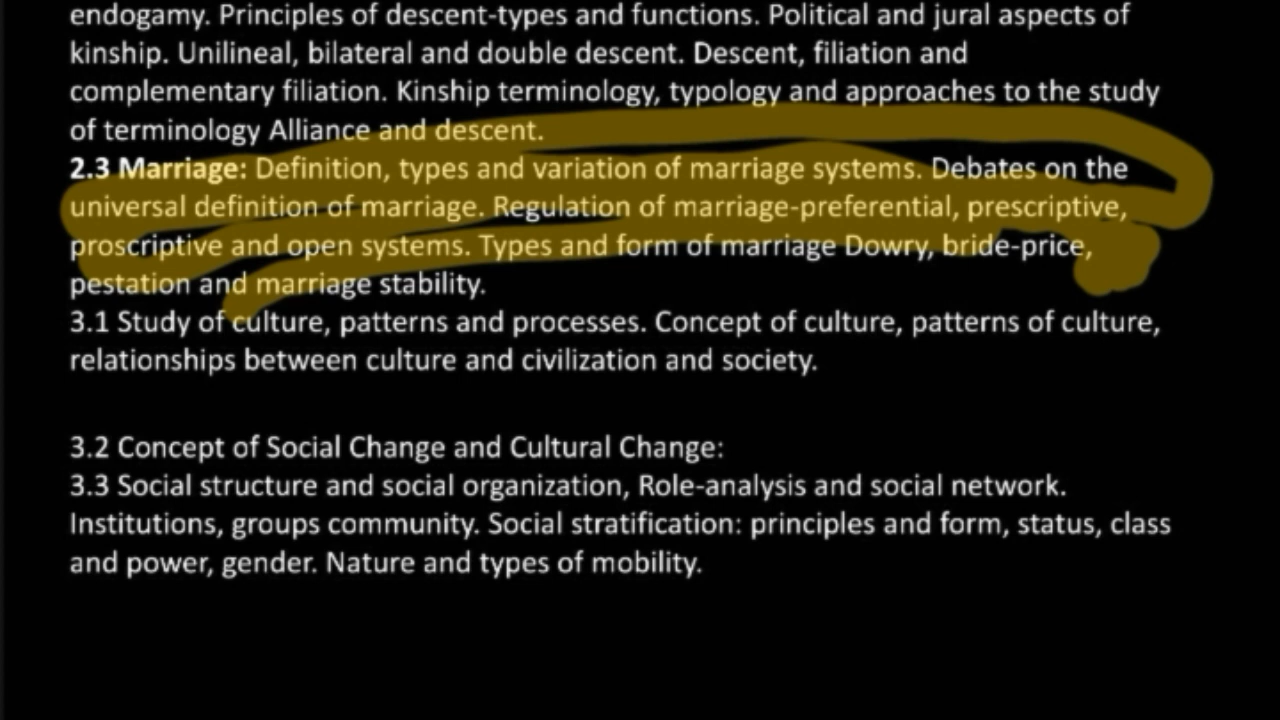 endogamy. Principles of descent-types and functions. Political and jural aspects of
kinship. Unilineal, bilateral and double descent. Descent, filiation and
complementary filiation. Kinship terminology, typology and approaches to the study
of terminology Alliance and descent.
2.3 Marriage: Definition, types and variation of marriage systems. Debates on the
universal definition of marriage. Regulation of marriage-preferential, prescriptive,
proscriptive and open systems. Types and form of marriage Dowry, bride-price,
pestation and marriage stability.
3.1 Study of culture, patterns and processes. Concept of culture, patterns of culture,
relationships between culture and civilization and society.
3.2 Concept of Social Change and Cultural Change:
3.3 Social structure and social organization, Role-analysis and social network.
Institutions, groups community. Social stratification: principles and form, status, class
and power, gender. Nature and types of mobility.